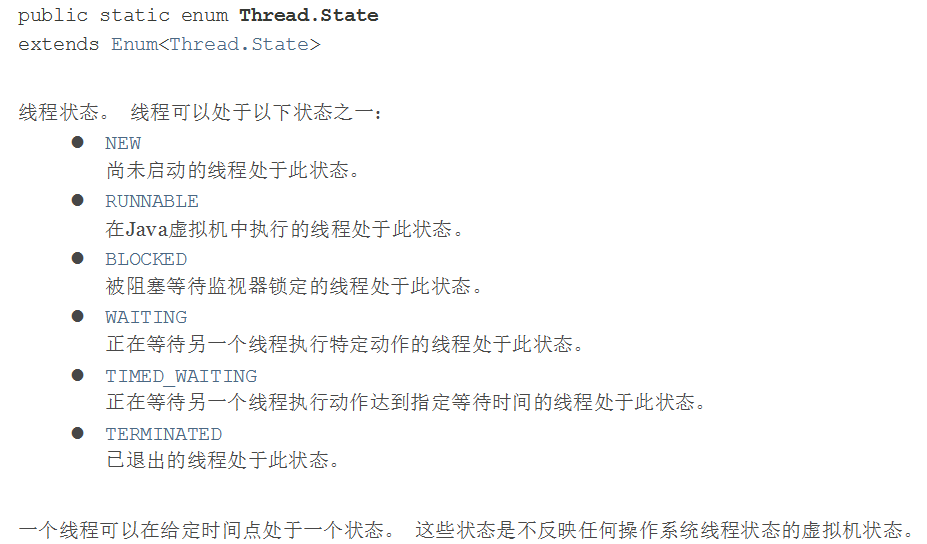 public static enum Thread.State
extends Enum<Thread.State>
线程状态。 线程可以处于以下状态之一:
● NEW
尚未启动的线程处于此状态。
● RUNNABLE
在Java虚拟机中执行的线程处于此状态。
● BLOCKED
被阻塞等待监视器锁定的线程处于此状态。
● WAITING
正在等待另一个线程执行特定动作的线程处于此状态。
● TIMED_WAITING
正在等待另一个线程执行动作达到指定等待时间的线程处于此状态。
● TERMINATED
已退出的线程处于此状态。
一个线程可以在给定时间点处于一个状态。 这些状态是不反映任何操作系统线程状态的虚拟机状态。